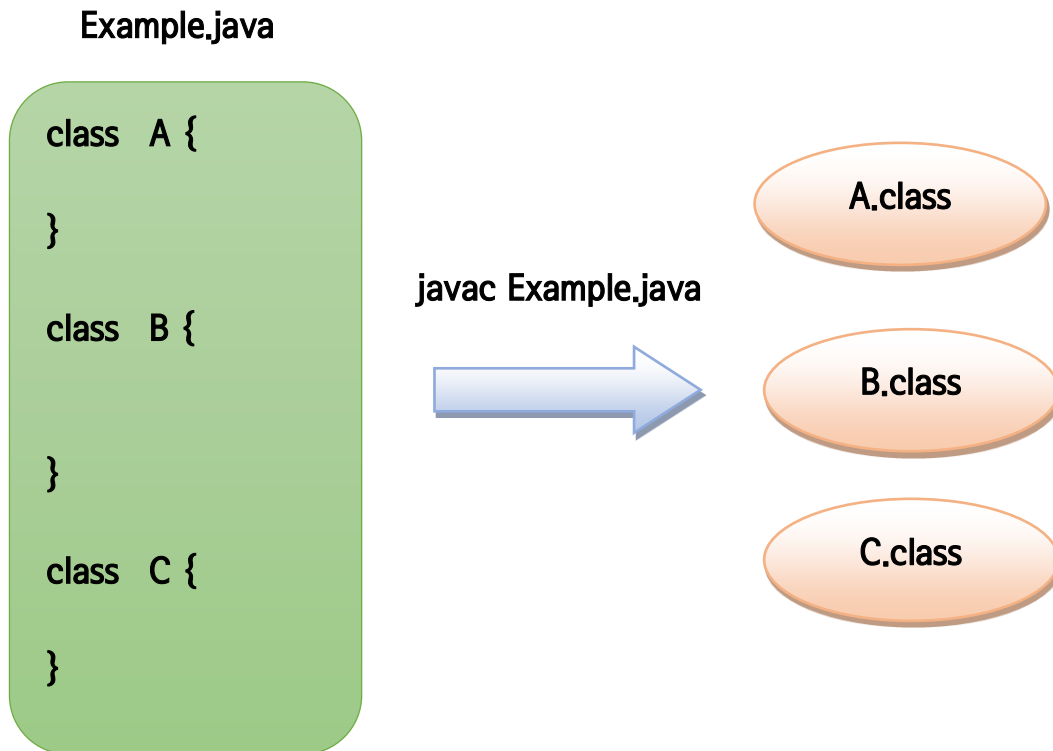 Example.java
class A {
}
class B {
}
class C {
}
javac Example.java
A.class
B.class
C.class